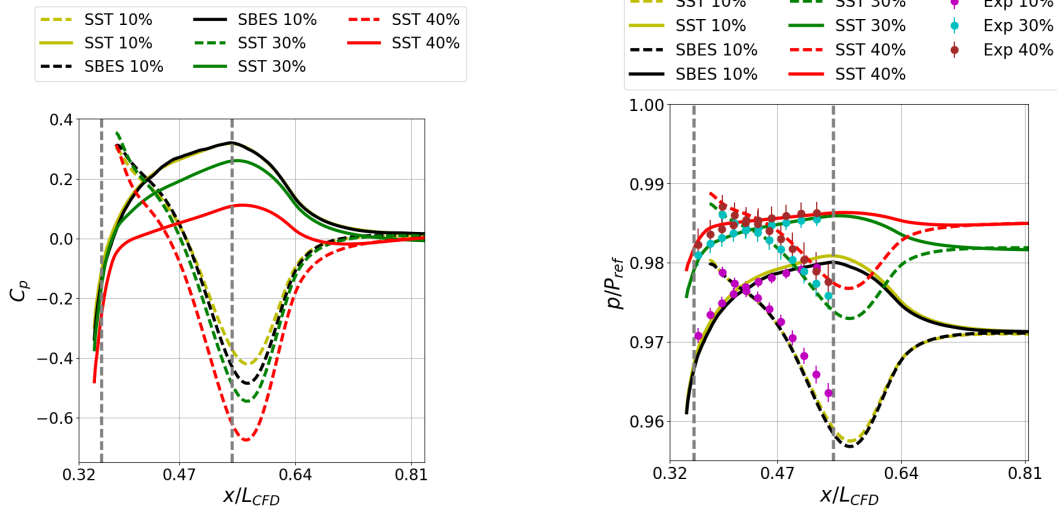 SST 10% SBES 10% SST 40%
SST 10% SST 30% SST 40%
SBES 10% SST 30%
0.4
0.2
0.0
−0.2
−0.4
−0.6
C_p
0.32 0.47 0.64 0.81
x/L_CFD
SST 10% SST 30% Exp 10%
SST 10% SST 30% Exp 30%
SBES 10% SST 40% Exp 40%
SBES 10% SST 40%
1.00
0.99
0.98
0.97
0.96
p/P_ref
0.32 0.47 0.64 0.81
x/L_CFD